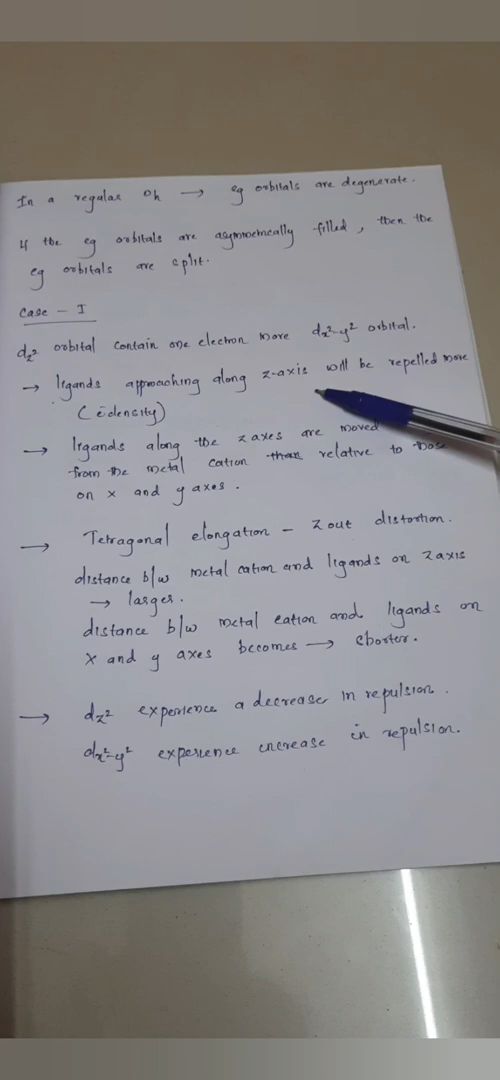 In a regular Oh → eg orbitals are degenerate.
If the eg orbitals are asymmemcally filled, then the
eg orbitals are split.
Case - I
dz² orbital contain one electron more dx²-y² orbital.
→ ligands approaching along z-axis will be repelled more
(ēdensity)
→ ligands along the z axes are moved
from the metal cation than relative to those
on x and y axes.
→ Tetragonal elongation - Z out distortion.
distance b/w metal cation and ligands on z axis
→ larger.
distance b/w metal cation and ligands on
x and y axes becomes → shorter.
→ dz² experience a decrease in repulsion.
dx²-y² experience increase in repulsion.